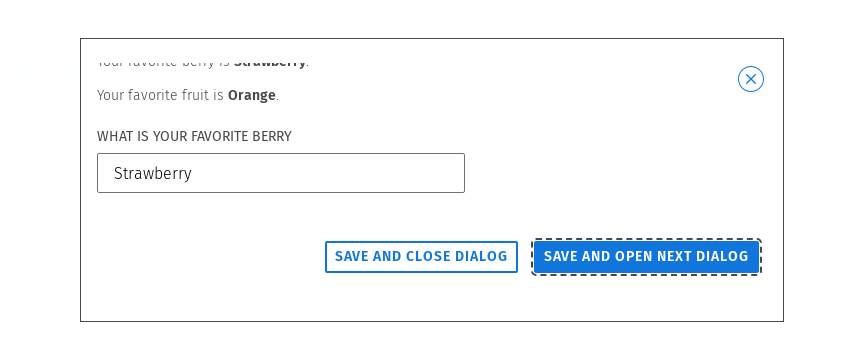 Your favorite berry is Strawberry.
Your favorite fruit is Orange.
WHAT IS YOUR FAVORITE BERRY
Strawberry
SAVE AND CLOSE DIALOG
SAVE AND OPEN NEXT DIALOG